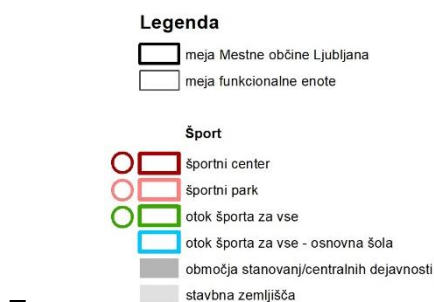 Legenda
meja Mestne občine Ljubljana
meja funkcionalne enote
Šport
športni center
športni park
otok športa za vse
otok športa za vse - osnovna šola
območja stanovanj/centralnih dejavnosti
stavbna zemljišča